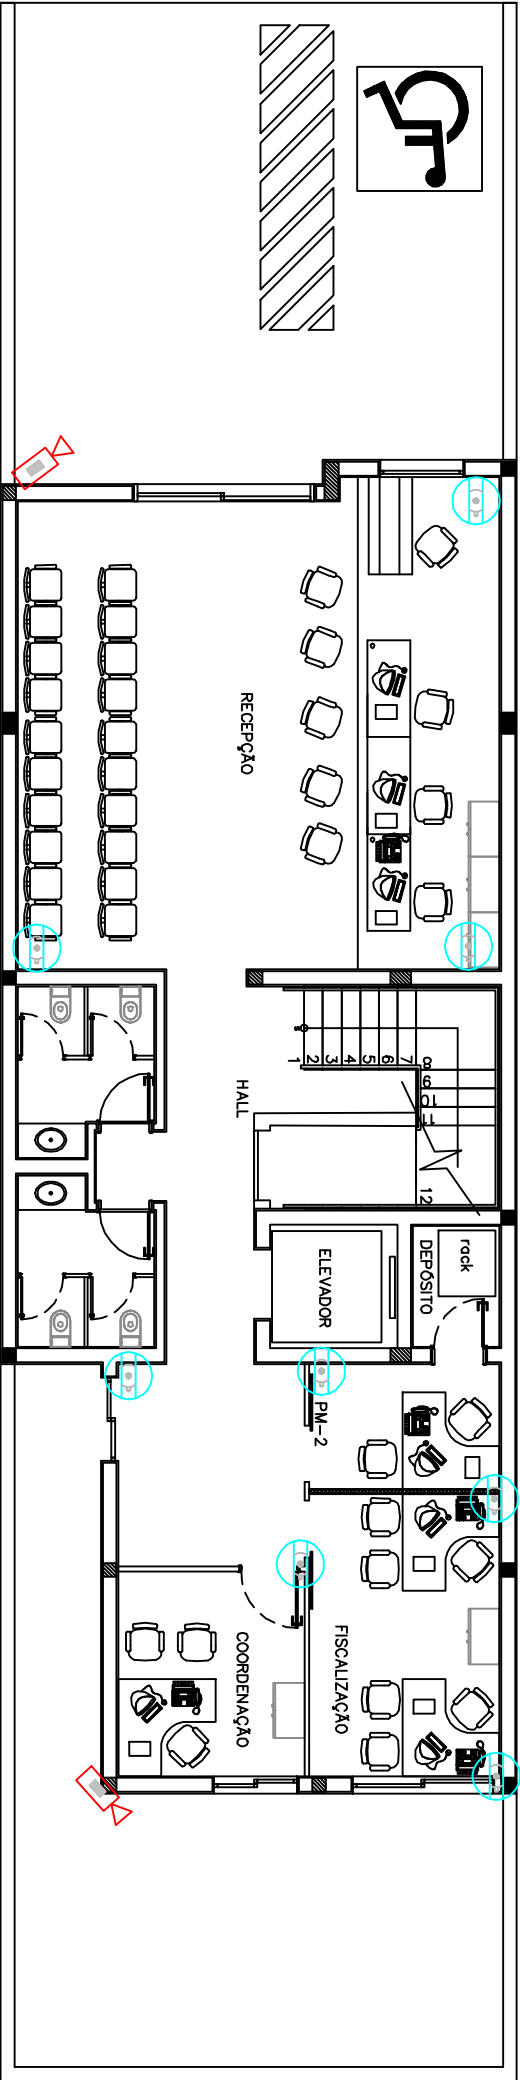 RECEPÇÃO
HALL
1
2
3
4
5
6
7
8
9
10
11
12
s
ELEVADOR
rack
DEPÓSITO
PM-2
FISCALIZAÇÃO
COORDENAÇÃO